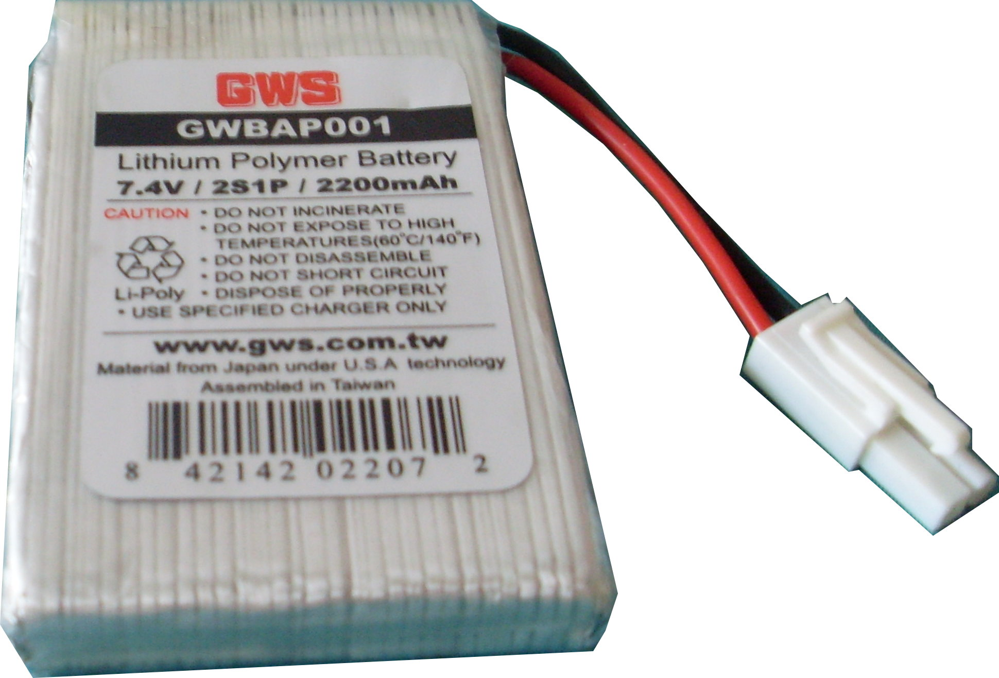 GWS
GWBAP001
Lithium Polymer Battery
7.4V / 2S1P / 2200mAh
CAUTION • DO NOT INCINERATE
• DO NOT EXPOSE TO HIGH
TEMPERATURES(60°C/140°F)
• DO NOT DISASSEMBLE
• DO NOT SHORT CIRCUIT
Li-Poly • DISPOSE OF PROPERLY
• USE SPECIFIED CHARGER ONLY
www.gws.com.tw
Material from Japan under U.S.A technology
Assembled in Taiwan
8 42142 02207 2